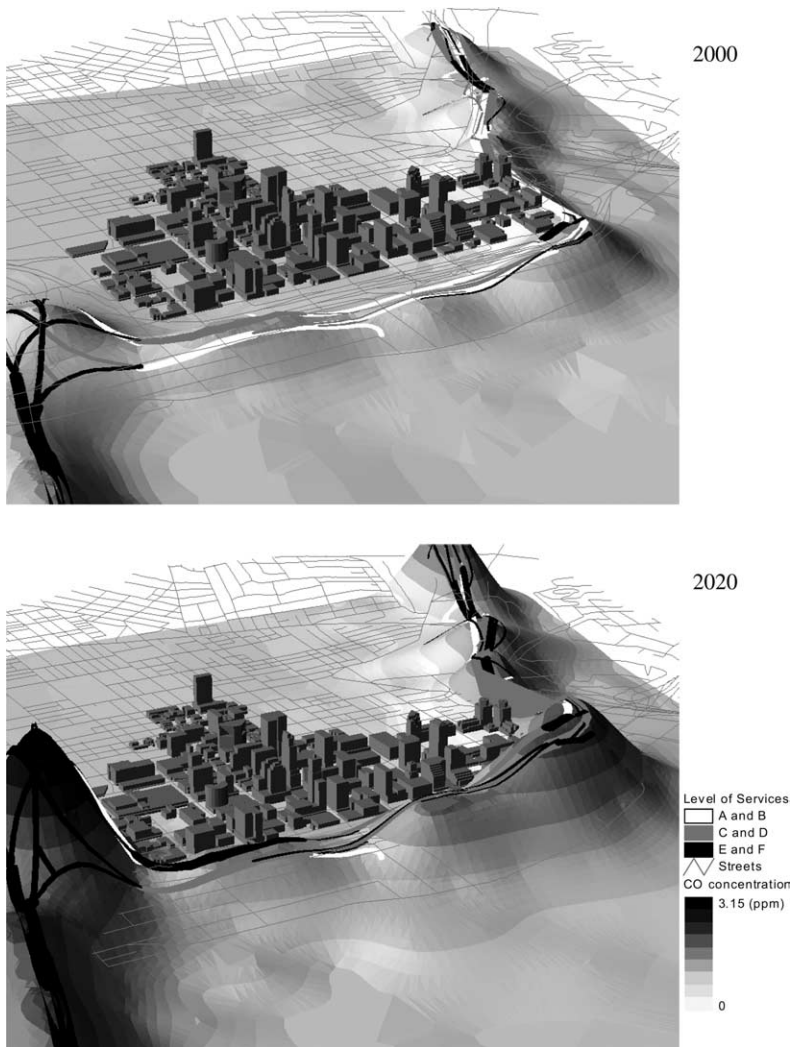 2000
2020
Level of Services
A and B
C and D
E and F
Streets
CO concentration
3.15 (ppm)
0